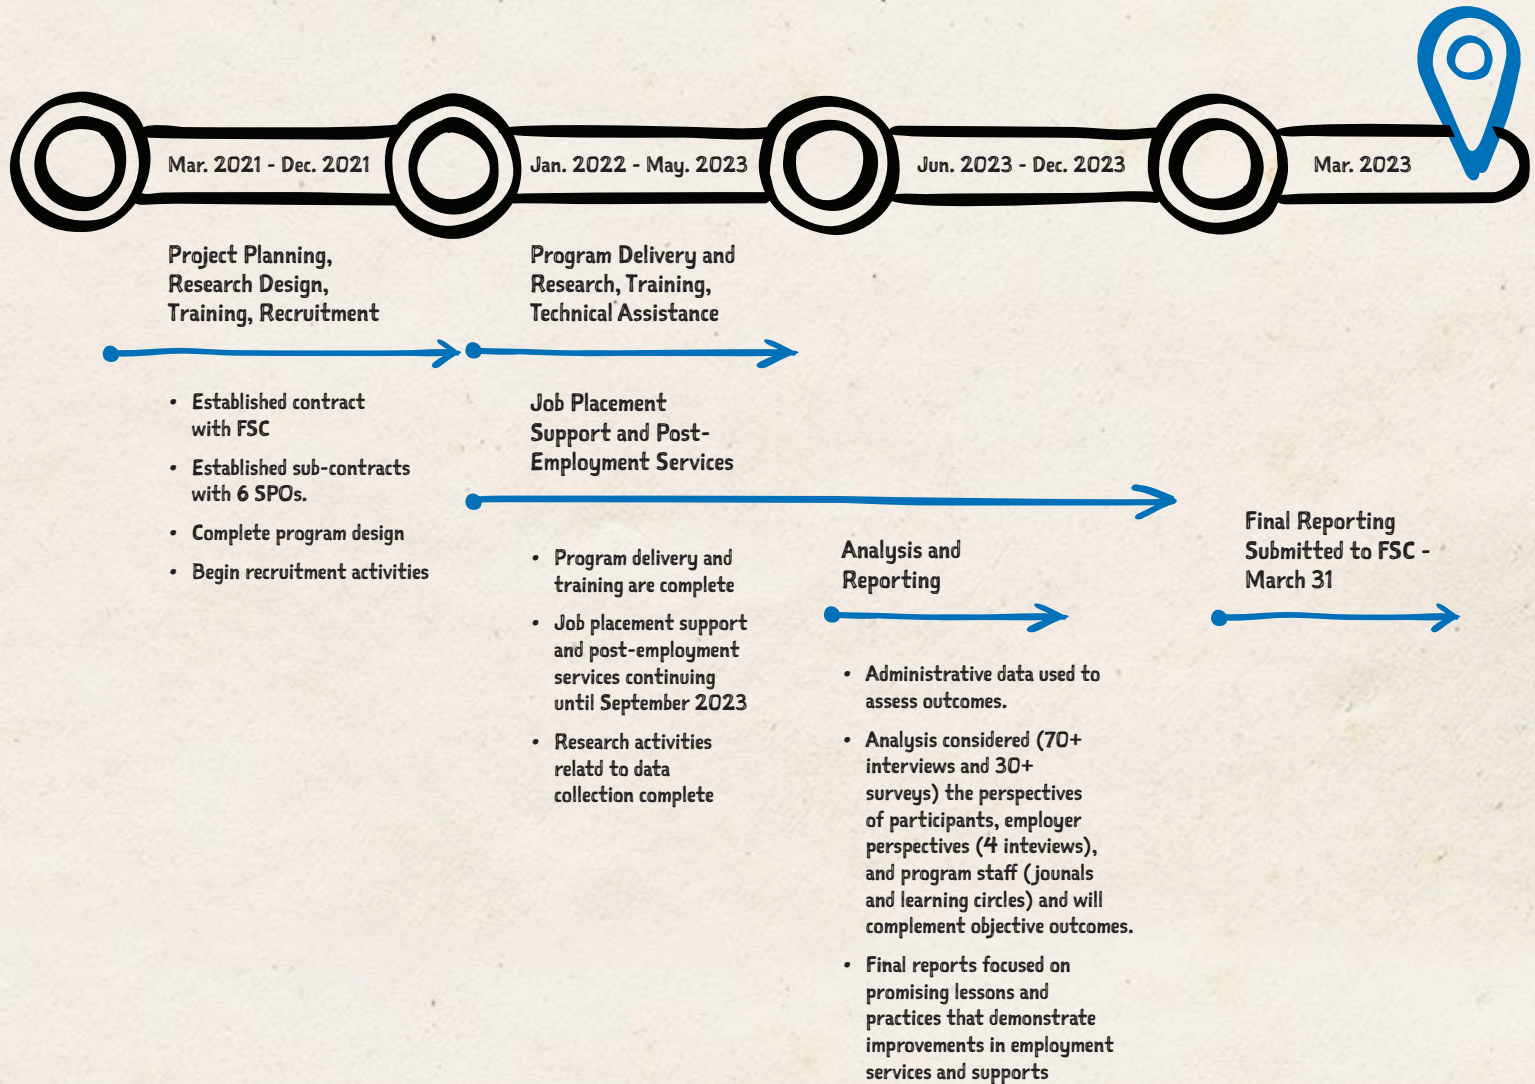 Mar. 2021 - Dec. 2021
Jan. 2022 - May. 2023
Jun. 2023 - Dec. 2023
Mar. 2023
Project Planning,
Research Design,
Training, Recruitment
• Established contract
with FSC
• Established sub-contracts
with 6 SPOs.
• Complete program design
• Begin recruitment activities
Program Delivery and
Research, Training,
Technical Assistance
Job Placement
Support and Post-
Employment Services
• Program delivery and
training are complete
• Job placement support
and post-employment
services continuing
until September 2023
• Research activities
relatd to data
collection complete
Analysis and
Reporting
• Administrative data used to
assess outcomes.
• Analysis considered (70+
interviews and 30+
surveys) the perspectives
of participants, employer
perspectives (4 inteviews),
and program staff (jounals
and learning circles) and will
complement objective outcomes.
• Final reports focused on
promising lessons and
practices that demonstrate
improvements in employment
services and supports
Final Reporting
Submitted to FSC -
March 31